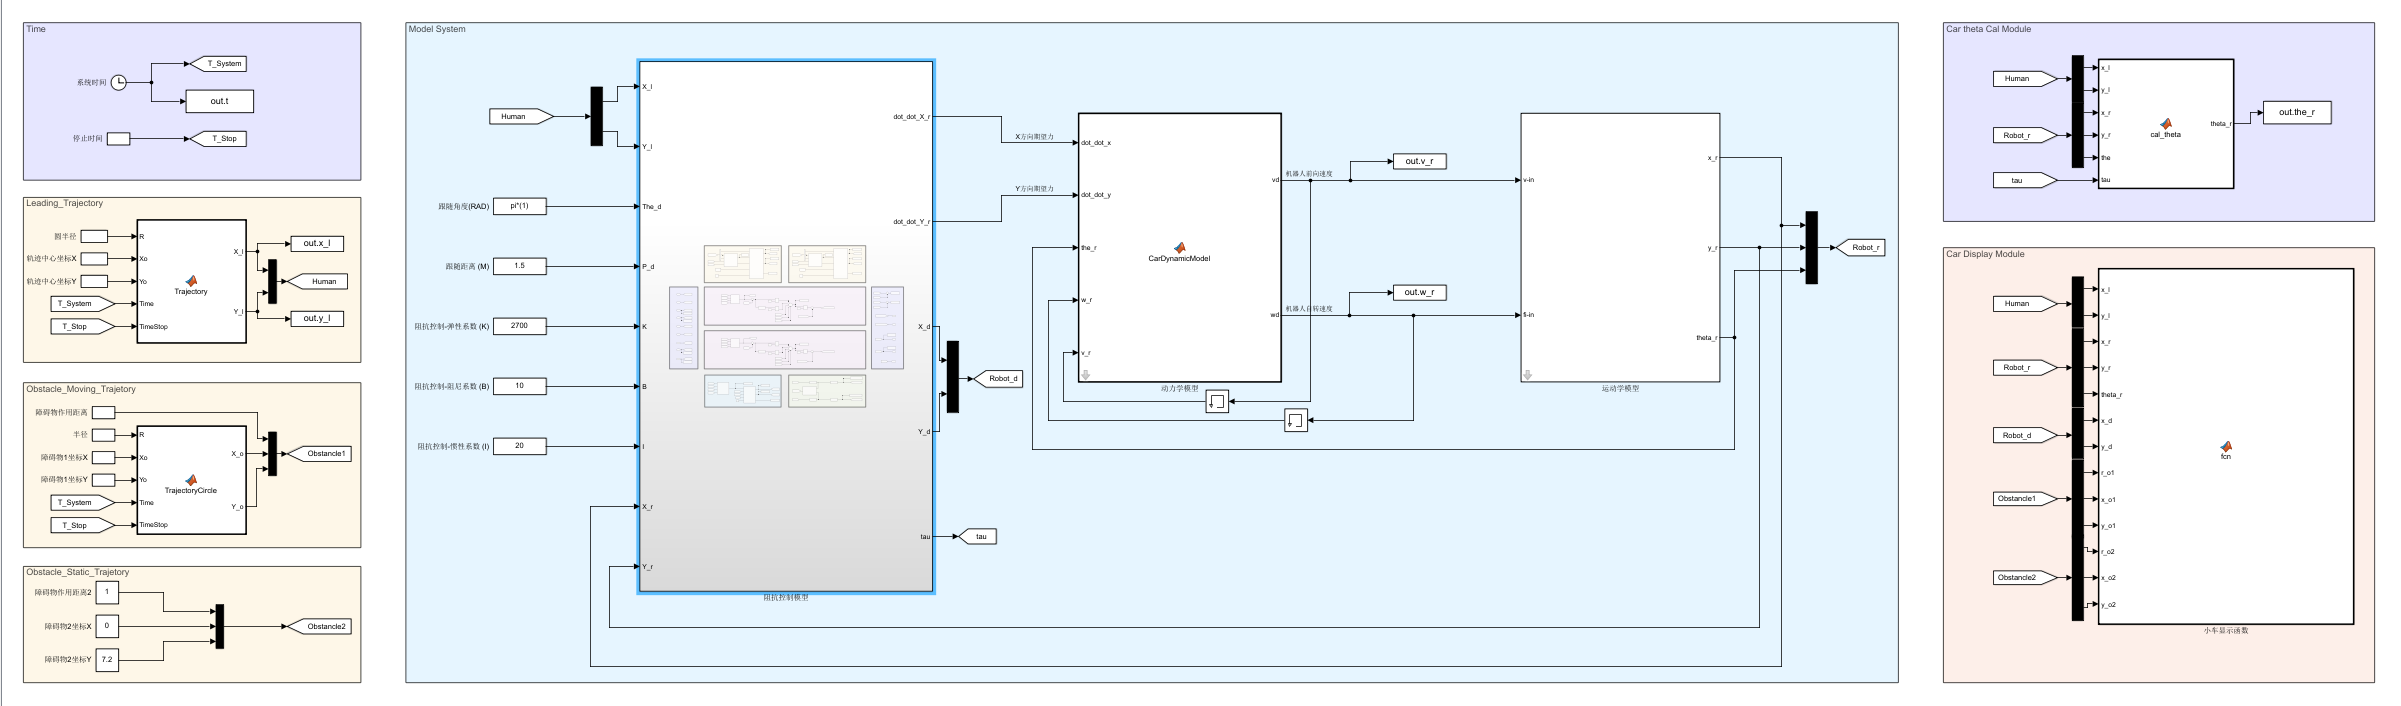 Time
系统时间
T_System
out.t
停止时间
T_Stop
Leading_Trajectory
圆半径
轨迹中心坐标X
轨迹中心坐标Y
T_System
T_Stop
R
Xo
Yo
Time
TimeStop
Trajectory
X_l
Y_l
out.x_l
Human
out.y_l
Obstacle_Moving_Trajetory
障碍物作用距离
半径
障碍物1坐标X
障碍物1坐标Y
T_System
T_Stop
R
Xo
Yo
Time
TimeStop
TrajectoryCircle
X_o
Y_o
Obstancle1
Obstacle_Static_Trajetory
障碍物作用距离2
1
障碍物2坐标X
0
障碍物2坐标Y
7.2
Obstancle2
Model System
Human
跟随角度(RAD)
pi*(1)
跟随距离 (M)
1.5
阻抗控制-弹性系数 (K)
2700
阻抗控制-阻尼系数 (B)
10
阻抗控制-惯性系数 (I)
20
X_l
Y_l
The_d
P_d
K
B
I
X_r
Y_r
dot_dot_X_r
dot_dot_Y_r
X_d
Y_d
tau
阻抗控制模型
Robot_d
tau
X方向期望力
Y方向期望力
dot_dot_x
dot_dot_y
the_r
w_r
v_r
CarDynamicModel
vd
wd
动力学模型
机器人前向速度
out.v_r
机器人自转速度
out.w_r
v-in
fi-in
x_r
y_r
theta_r
运动学模型
Robot_r
Car theta Cal Module
Human
Robot_r
tau
x_l
y_l
x_r
y_r
the
tau
cal_theta
theta_r
out.the_r
Car Display Module
Human
Robot_r
Robot_d
Obstancle1
Obstancle2
x_l
y_l
x_r
y_r
theta_r
x_d
y_d
r_o1
x_o1
y_o1
r_o2
x_o2
y_o2
fcn
小车显示函数